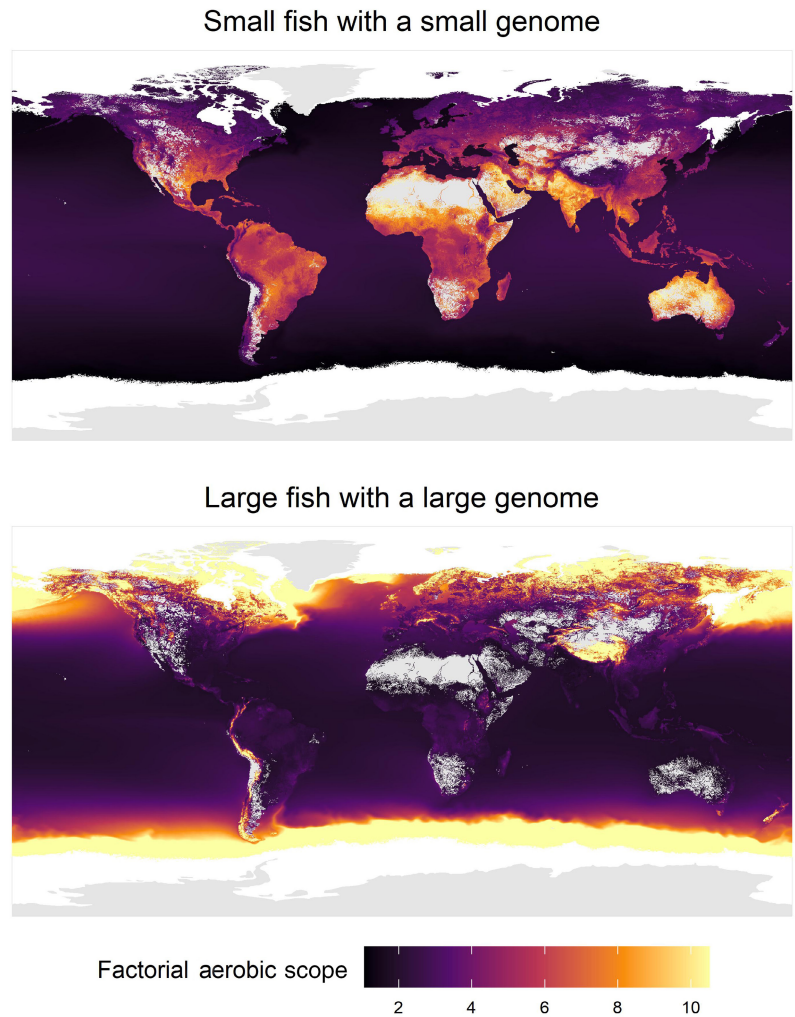 Small fish with a small genome
Large fish with a large genome
Factorial aerobic scope
2 4 6 8 10